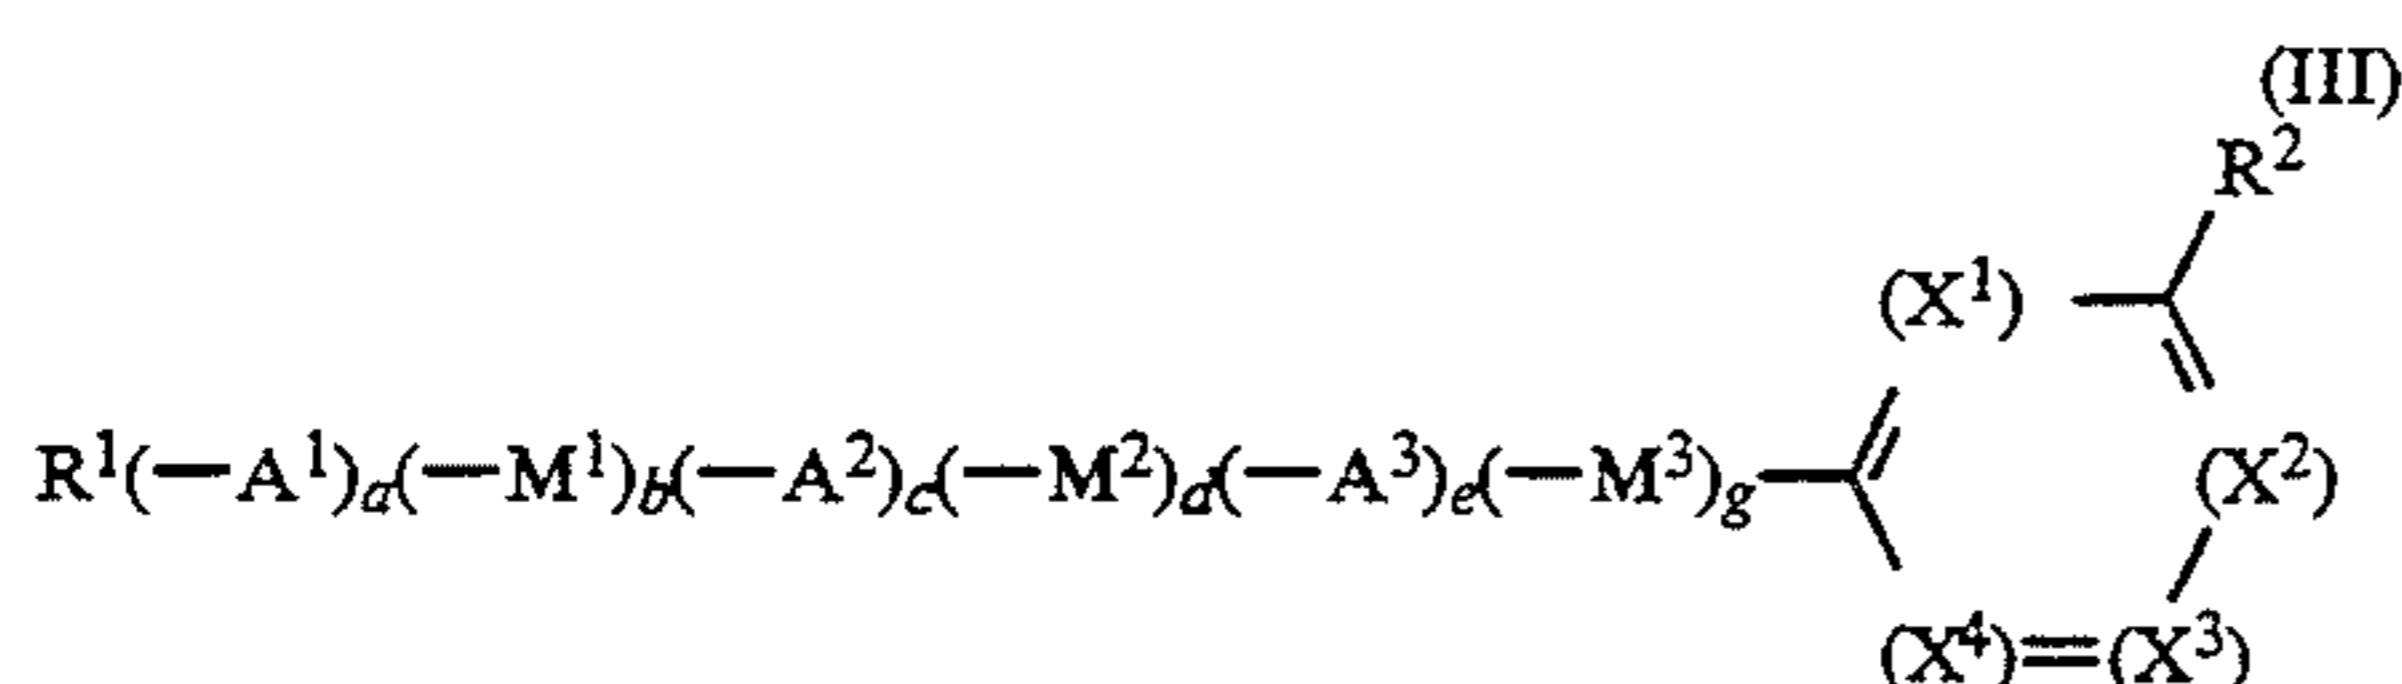 (III)
R²
(X¹)
R¹(—A¹)a(—M¹)b(—A²)c(—M²)d(—A³)e(—M³)g
(X²)
(X⁴)=(X³)